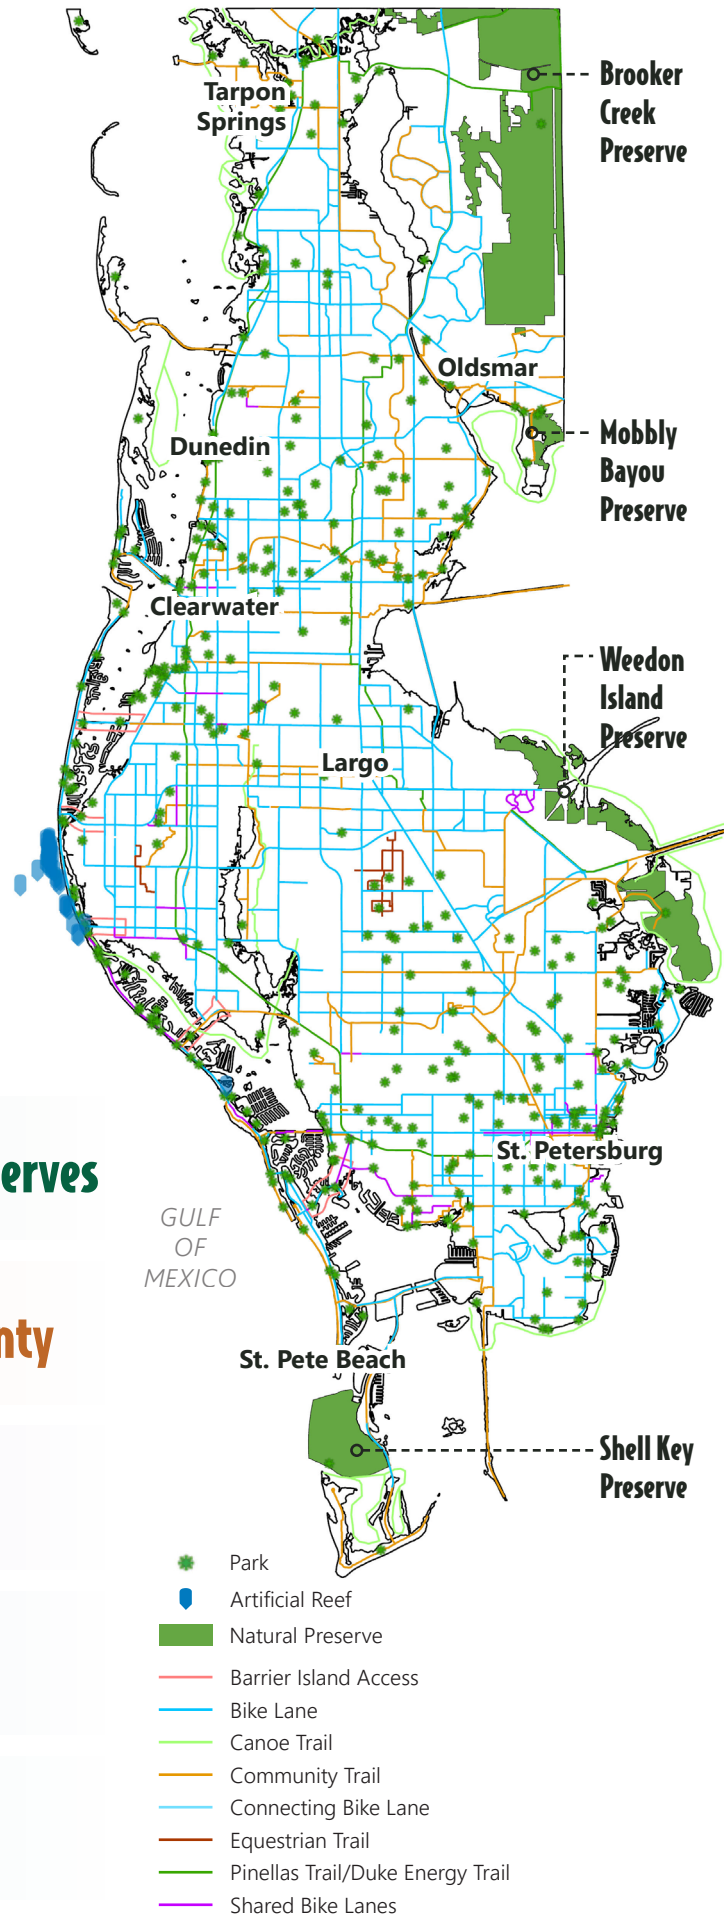 Brooker
Creek
Preserve
Tarpon
Springs
Oldsmar
Mobbly
Bayou
Preserve
Dunedin
Clearwater
Weedon
Island
Preserve
Largo
erves
St. Petersburg
GULF
OF
MEXICO
nty
St. Pete Beach
Shell Key
Preserve
Park
Artificial Reef
Natural Preserve
Barrier Island Access
Bike Lane
Canoe Trail
Community Trail
Connecting Bike Lane
Equestrian Trail
Pinellas Trail/Duke Energy Trail
Shared Bike Lanes